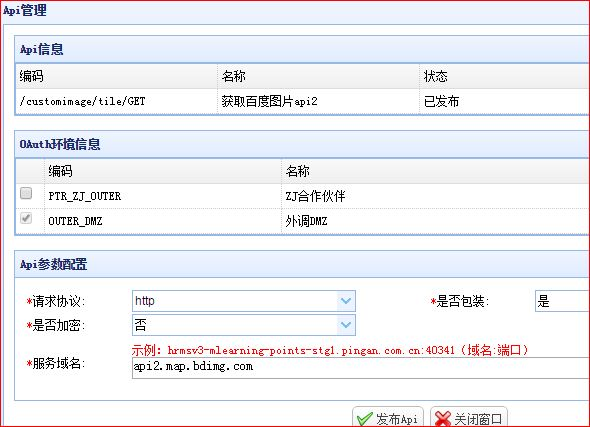 Api管理
Api信息
编码 名称 状态
/customimage/tile/GET 获取百度图片api2 已发布
OAuth环境信息
编码 名称
PTR_ZJ_OUTER ZJ合作伙伴
OUTER_DMZ 外调DMZ
Api参数配置
*请求协议: http *是否包装: 是
*是否加密: 否
示例: hrmsv3-mlearning-points-stg1.pingan.com.cn:40341 (域名:端口)
*服务域名: api2.map.bdimg.com
发布Api 关闭窗口